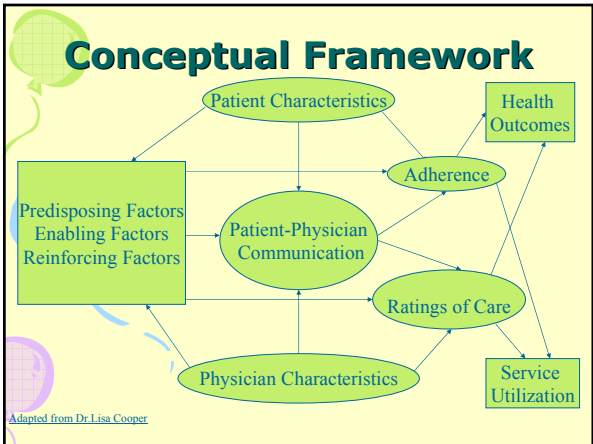 Conceptual Framework
Patient Characteristics
Health
Outcomes
Adherence
Predisposing Factors
Enabling Factors
Reinforcing Factors
Patient-Physician
Communication
Ratings of Care
Physician Characteristics
Service
Utilization
Adapted from Dr.Lisa Cooper